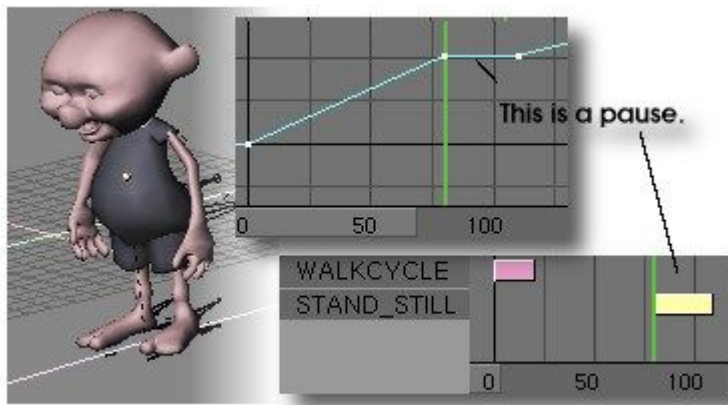 This is a pause.
0 50 100
WALKCYCLE
STAND_STILL
0 50 100